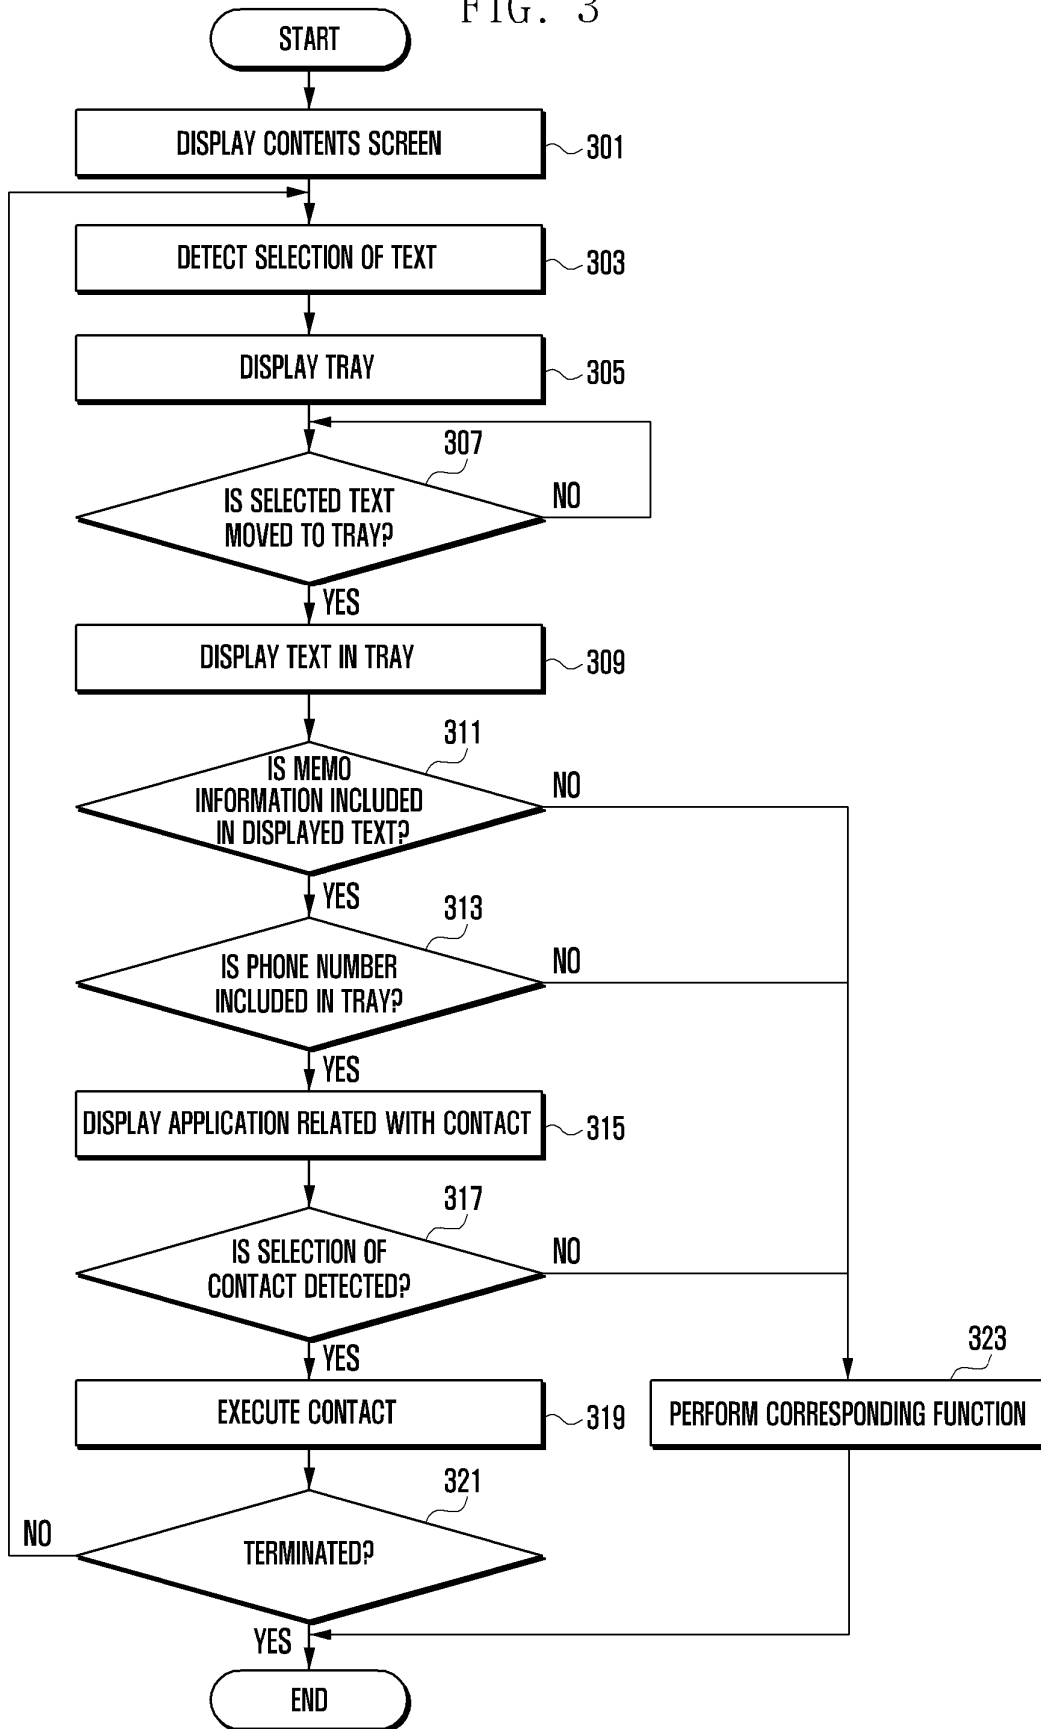 FIG. 3
START
DISPLAY CONTENTS SCREEN
301
DETECT SELECTION OF TEXT
303
DISPLAY TRAY
305
307
IS SELECTED TEXT
MOVED TO TRAY?
NO
YES
DISPLAY TEXT IN TRAY
309
311
IS MEMO
INFORMATION INCLUDED
IN DISPLAYED TEXT?
NO
YES
313
IS PHONE NUMBER
INCLUDED IN TRAY?
NO
YES
DISPLAY APPLICATION RELATED WITH CONTACT
315
317
IS SELECTION OF
CONTACT DETECTED?
NO
YES
EXECUTE CONTACT
319
323
PERFORM CORRESPONDING FUNCTION
321
TERMINATED?
NO
YES
END